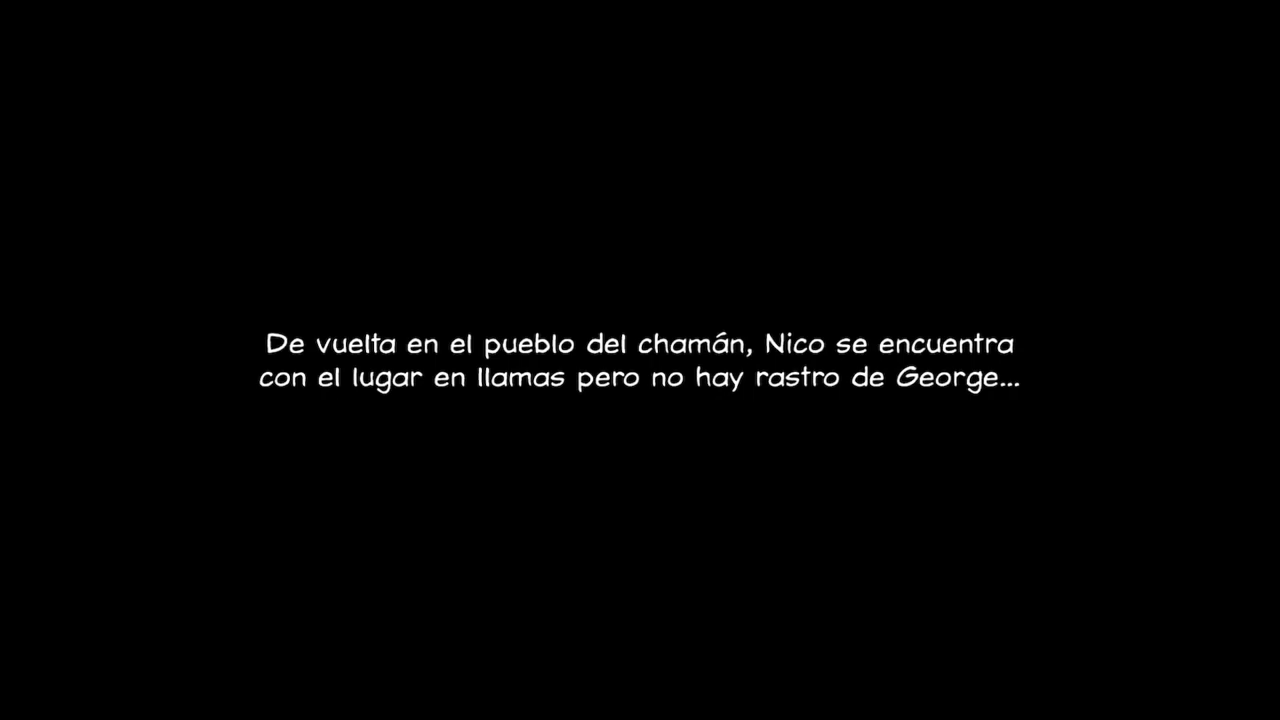 De vuelta en el pueblo del chamán, Nico se encuentra
con el lugar en llamas pero no hay rastro de George...